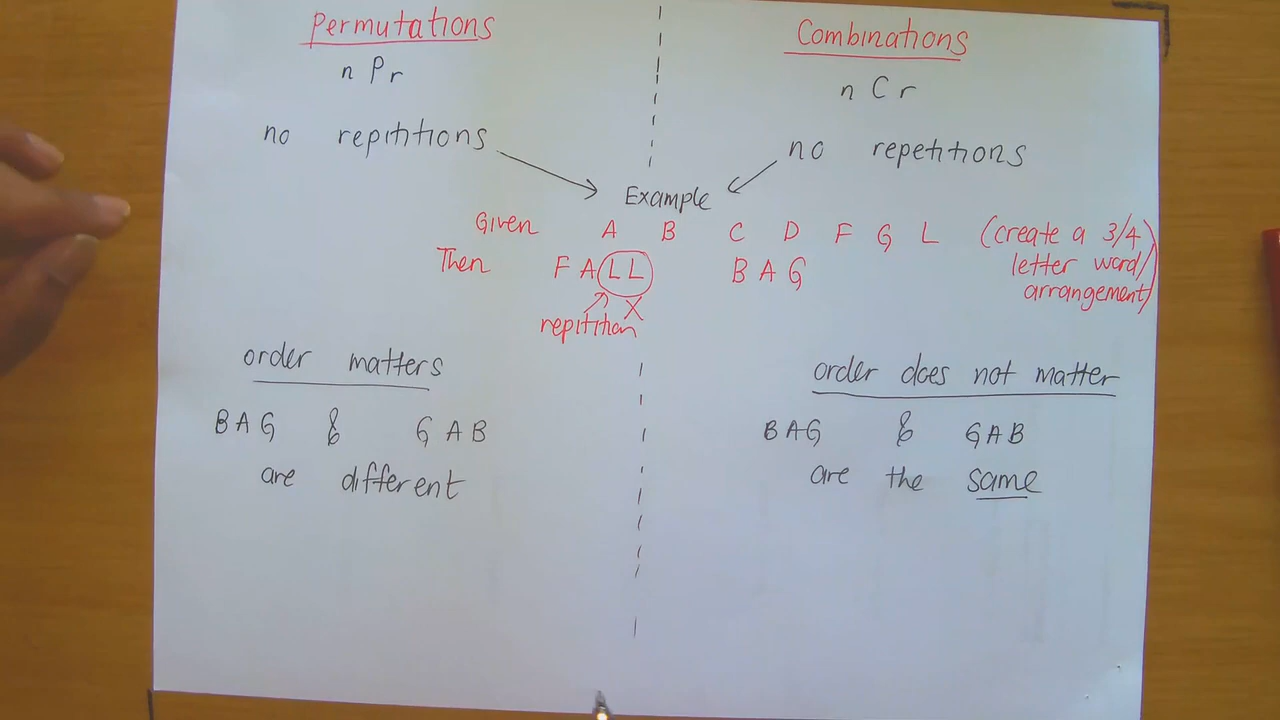 Permutations
n P r
no repititions
Combinations
n C r
no repetitions
Example
Given A B C D F G L (create a 3/4
Then F A L L B A G letter word/
arrangement)
X
repitition
order matters
B A G & G A B
are different
order does not matter
B A G & G A B
are the same